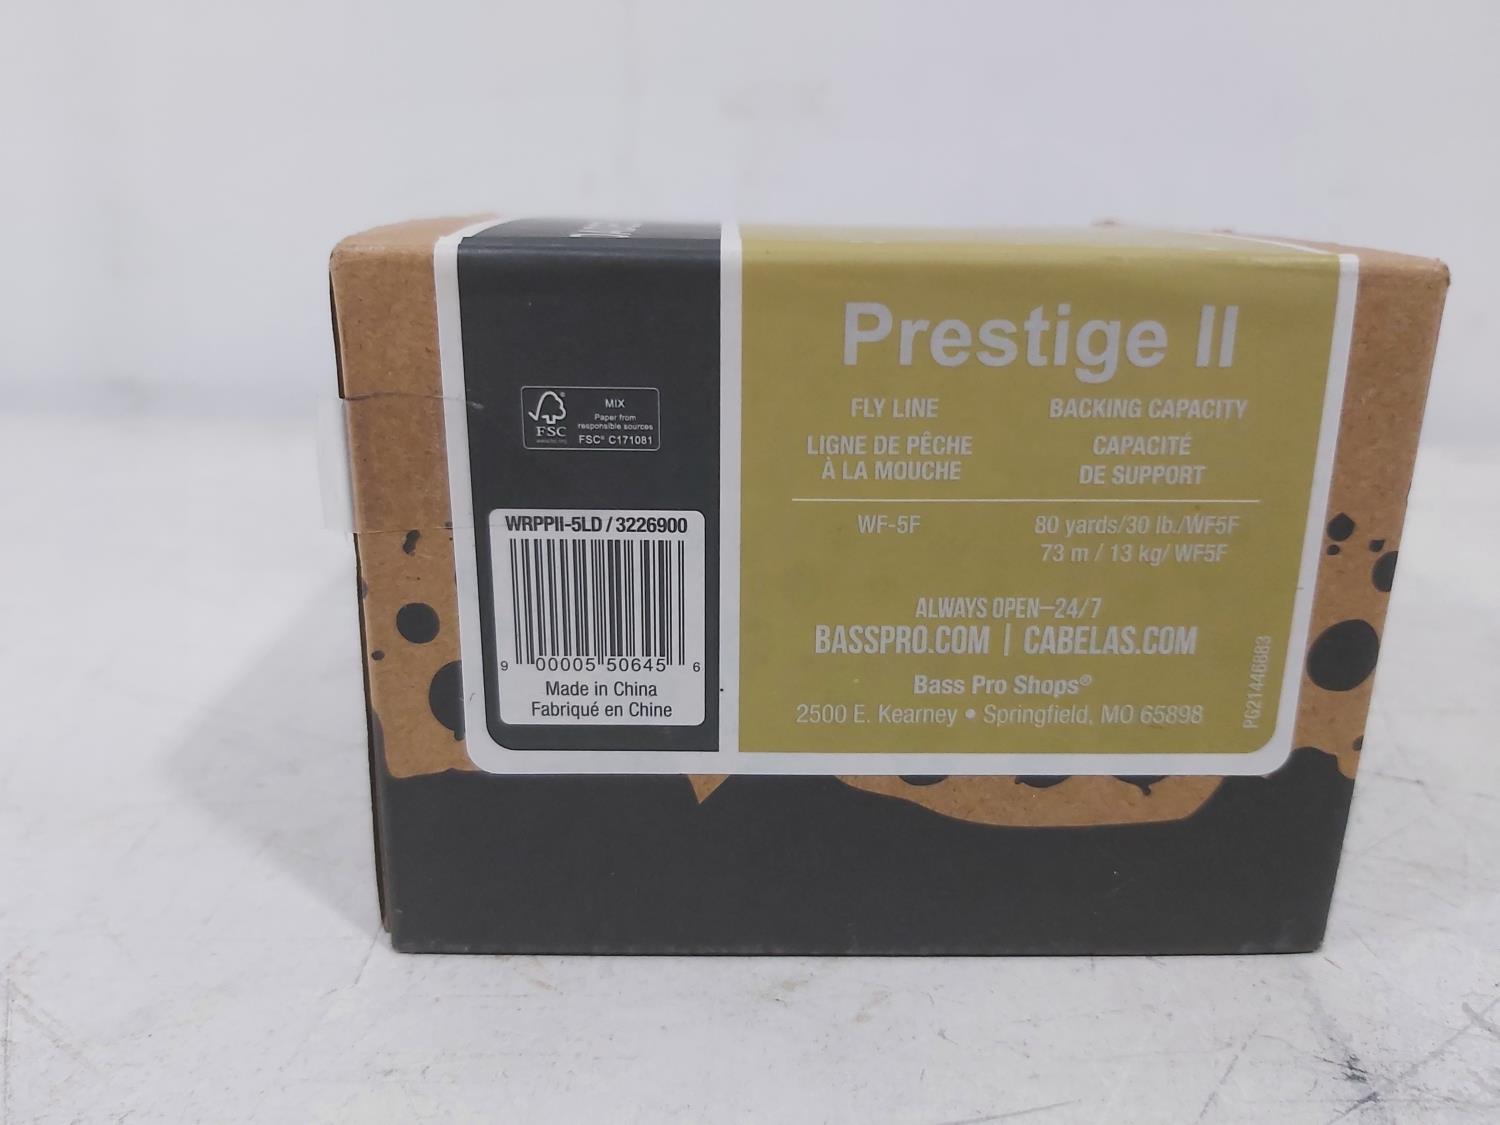 MIX
Paper from
responsible sources
FSC
FSC® C171081
WRPPII-5LD / 3226900
9 00005 50645 6
Made in China
Fabriqué en Chine
Prestige II
FLY LINE
BACKING CAPACITY
LIGNE DE PÊCHE
À LA MOUCHE
CAPACITÉ
DE SUPPORT
WF-5F
80 yards/30 lb./WF5F
73 m / 13 kg/ WF5F
ALWAYS OPEN—24/7
BASSPRO.COM | CABELAS.COM
Bass Pro Shops®
2500 E. Kearney • Springfield, MO 65898
PG21446883